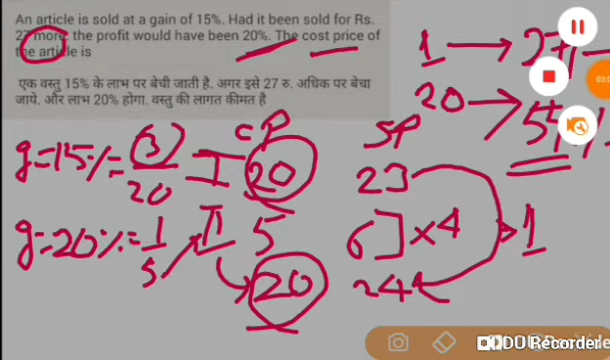 An article is sold at a gain of 15%. Had it been sold for Rs.
27 more, the profit would have been 20%. The cost price of
the article is
एक वस्तु 15% के लाभ पर बेची जाती है. अगर इसे 27 रु. अधिक पर बेचा
जाये. और लाभ 20% होगा. वस्तु की लागत कीमत है
1 → 27/-
20 →
CP SP
g=15%= 3/20 I 20 23
g=20%= 1/5 II 5 6] ×4 1
20 24
DU Recorder